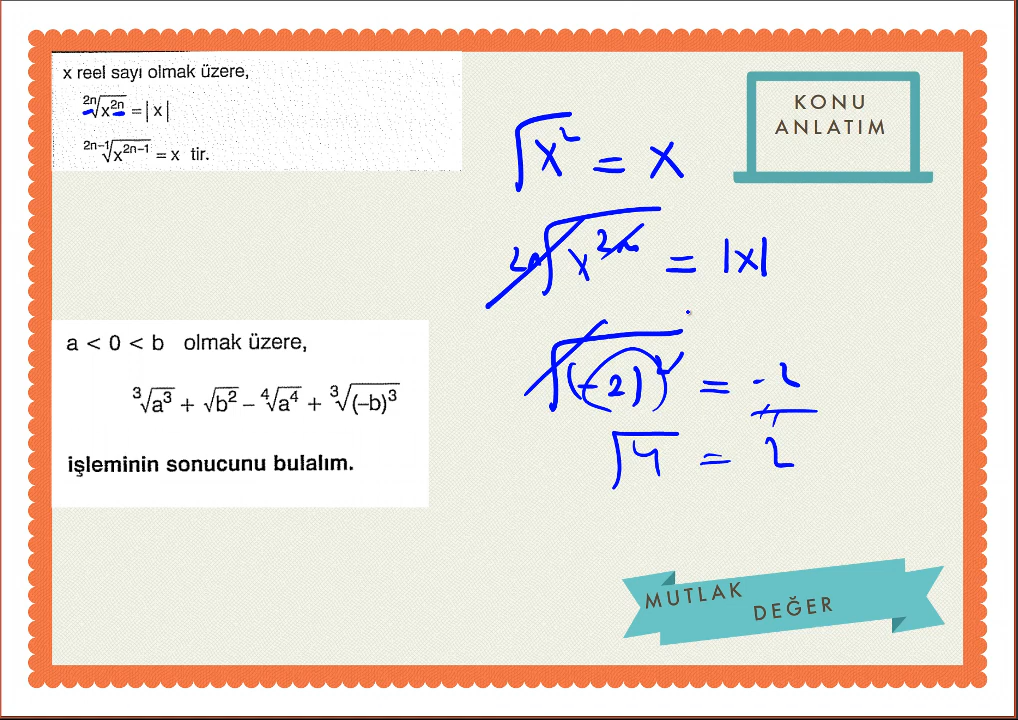 x reel sayı olmak üzere,
²ⁿ√x²ⁿ = | x |
²ⁿ⁻¹√x²ⁿ⁻¹ = x tir.
KONU
ANLATIM
√x² = x
²ⁿ√x²ⁿ = |x|
√(-2)² = -2
√4 = 2
a < 0 < b olmak üzere,
³√a³ + √b² – ⁴√a⁴ + ³√(–b)³
işleminin sonucunu bulalım.
MUTLAK
DEĞER